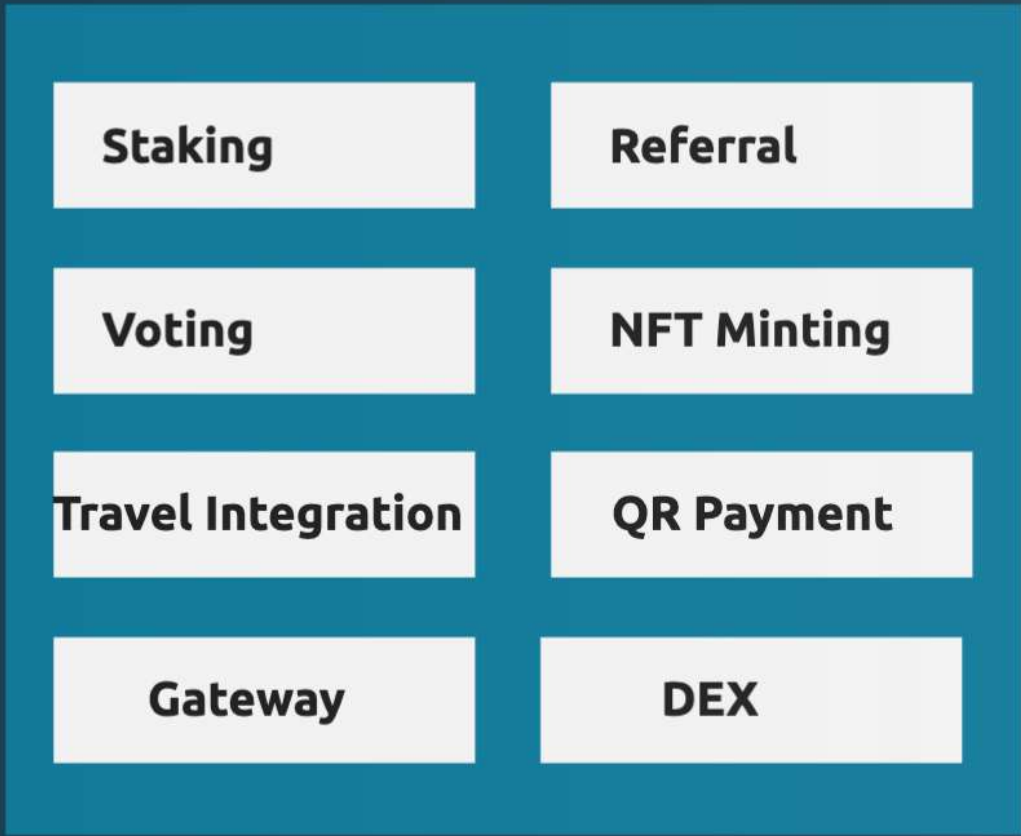 Staking
Referral
Voting
NFT Minting
Travel Integration
QR Payment
Gateway
DEX